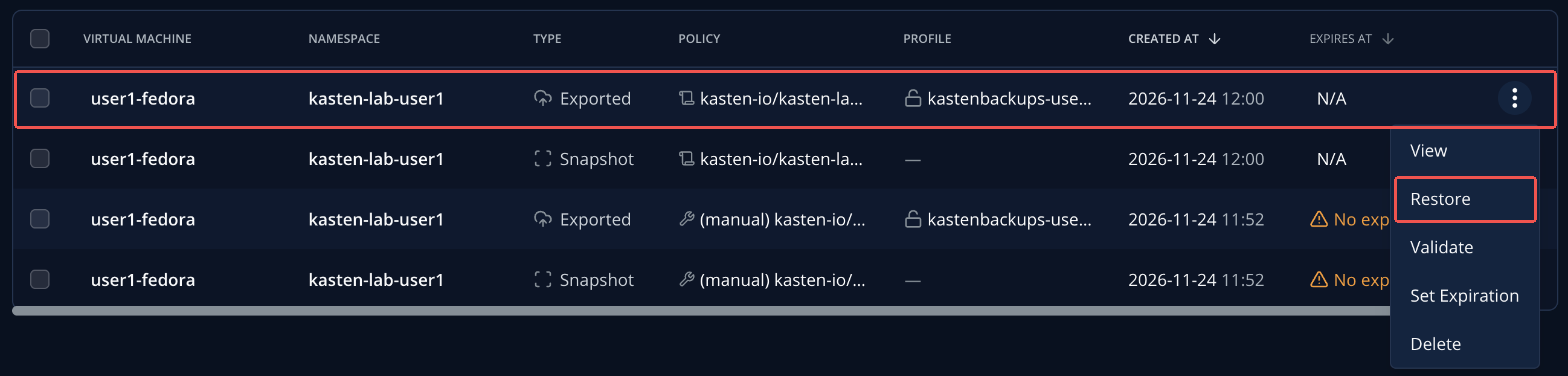 VIRTUAL MACHINE NAMESPACE TYPE POLICY PROFILE CREATED AT EXPIRES AT
user1-fedora kasten-lab-user1 Exported kasten-io/kasten-la... kastenbackups-use... 2026-11-24 12:00 N/A
user1-fedora kasten-lab-user1 Snapshot kasten-io/kasten-la... — 2026-11-24 12:00 N/A
user1-fedora kasten-lab-user1 Exported (manual) kasten-io/... kastenbackups-use... 2026-11-24 11:52 No exp
user1-fedora kasten-lab-user1 Snapshot (manual) kasten-io/... — 2026-11-24 11:52 No exp
View
Restore
Validate
Set Expiration
Delete